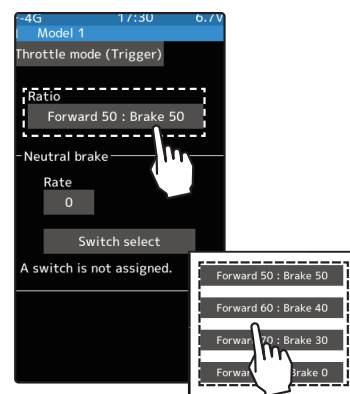 -4G 17:30 6.7V
Model 1
Throttle mode (Trigger)
Ratio
Forward 50 : Brake 50
Neutral brake
Rate
0
Switch select
A switch is not assigned.
Forward 50 : Brake 50
Forward 60 : Brake 40
Forward 70 : Brake 30
Brake 0